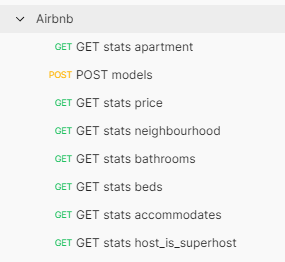 Airbnb
GET GET stats apartment
POST POST models
GET GET stats price
GET GET stats neighbourhood
GET GET stats bathrooms
GET GET stats beds
GET GET stats accommodates
GET GET stats host_is_superhost